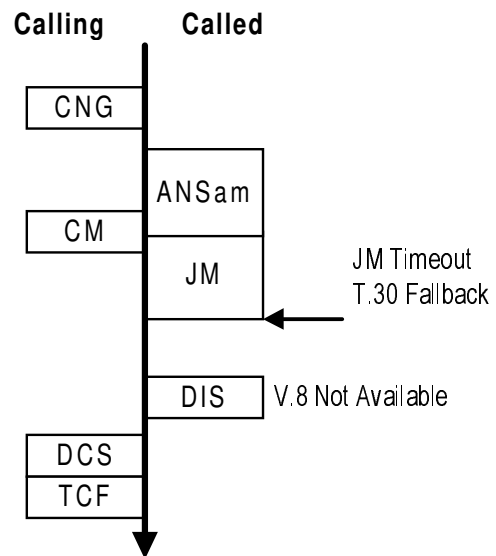 Calling Called
CNG
ANSam
CM
JM
JM Timeout
T.30 Fallback
DIS V.8 Not Available
DCS
TCF